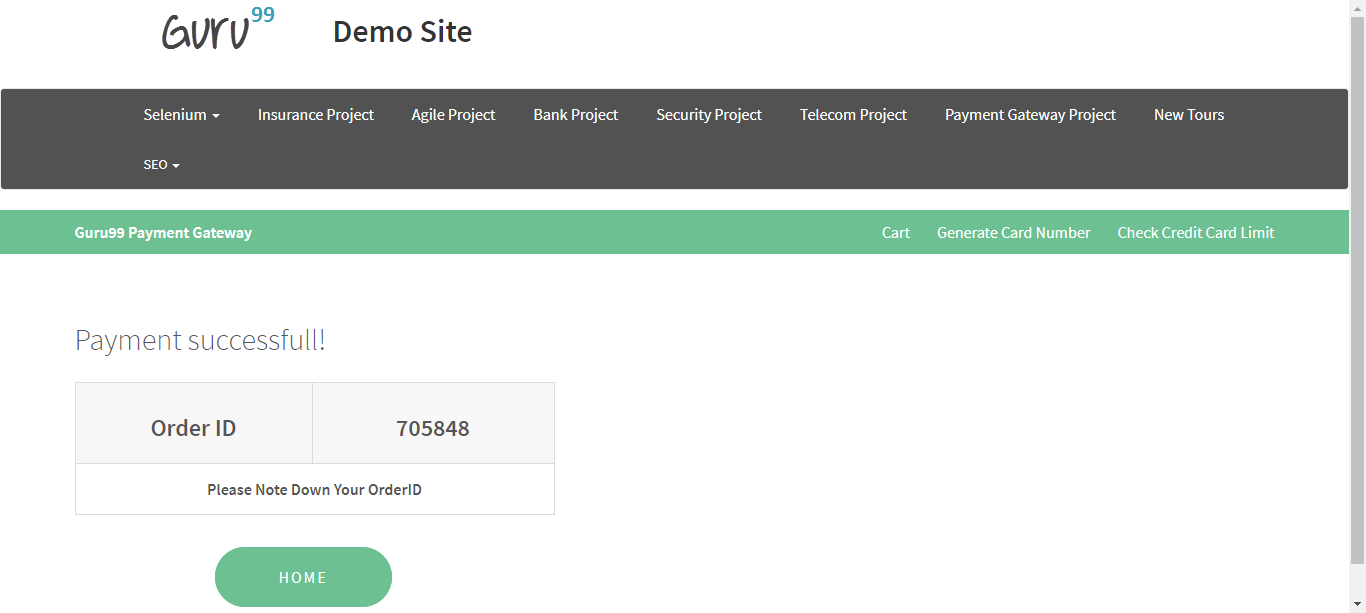 Guru99 Demo Site
Selenium Insurance Project Agile Project Bank Project Security Project Telecom Project Payment Gateway Project New Tours
SEO
Guru99 Payment Gateway Cart Generate Card Number Check Credit Card Limit
Payment successfull!
Order ID 705848
Please Note Down Your OrderID
HOME